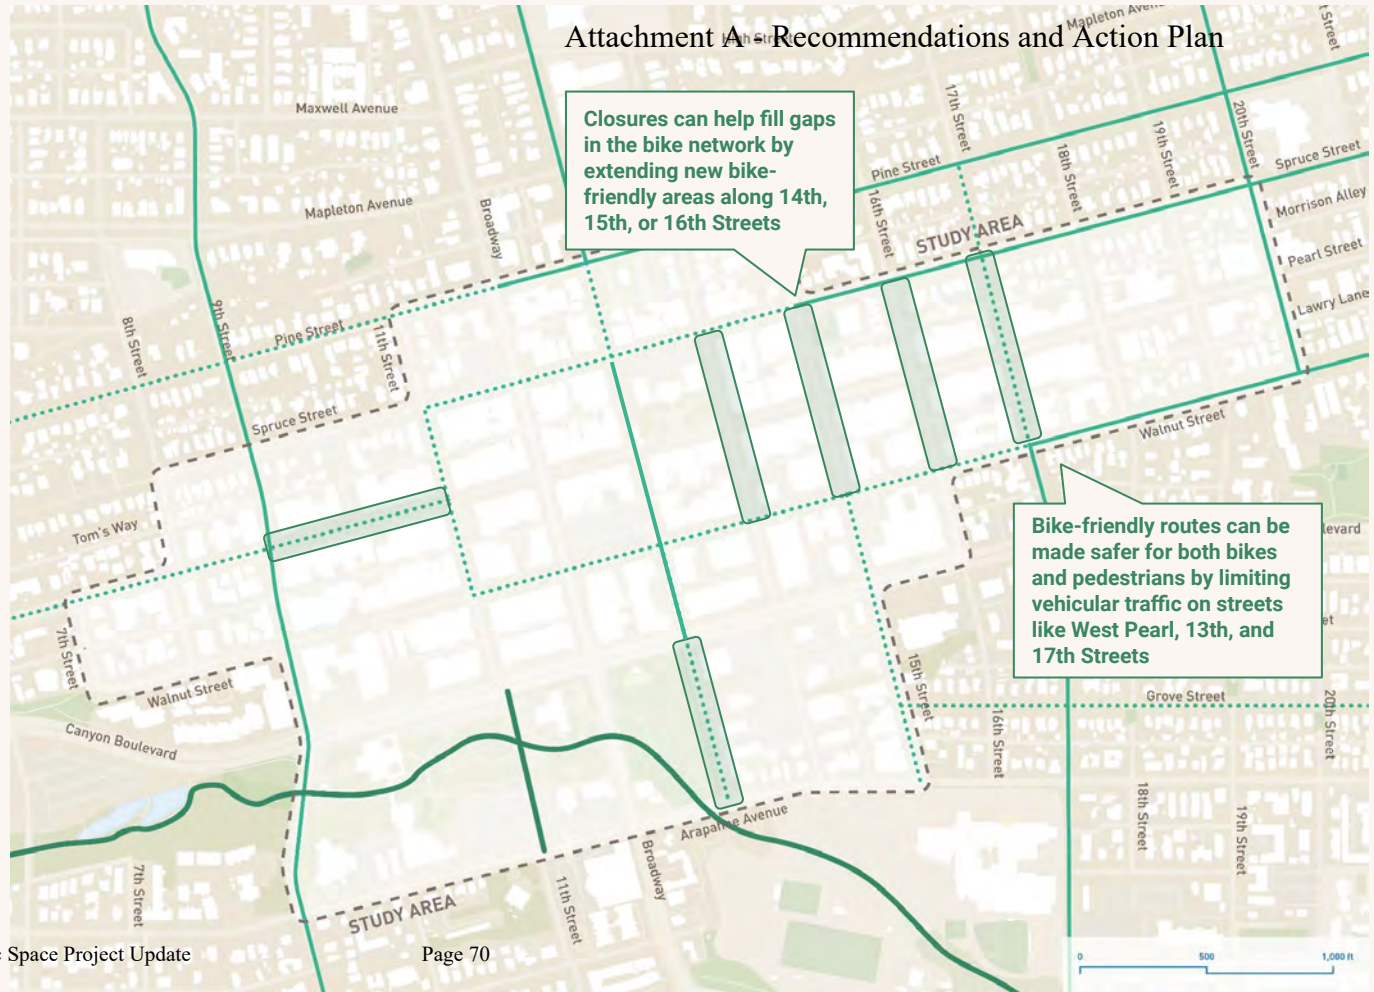 Attachment A - Recommendations and Action Plan
High Street
Mapleton Avenue
Maxwell Avenue
Mapleton Avenue
Broadway
Closures can help fill gaps
in the bike network by
extending new bike-
friendly areas along 14th,
15th, or 16th Streets
17th Street
Pine Street
16th Street
18th Street
19th Street
20th Street
Spruce Street
Morrison Alley
Pearl Street
Lawry Lane
STUDY AREA
8th Street
9th Street
Pine Street
11th Street
Spruce Street
Tom's Way
7th Street
Walnut Street
Canyon Boulevard
Walnut Street
Bike-friendly routes can be
made safer for both bikes
and pedestrians by limiting
vehicular traffic on streets
like West Pearl, 13th, and
17th Streets
levard
et
15th Street
16th Street
Grove Street
20th Street
18th Street
19th Street
Arapahoe Avenue
Broadway
11th Street
7th Street
STUDY AREA
Space Project Update
Page 70
0 500 1,000 ft